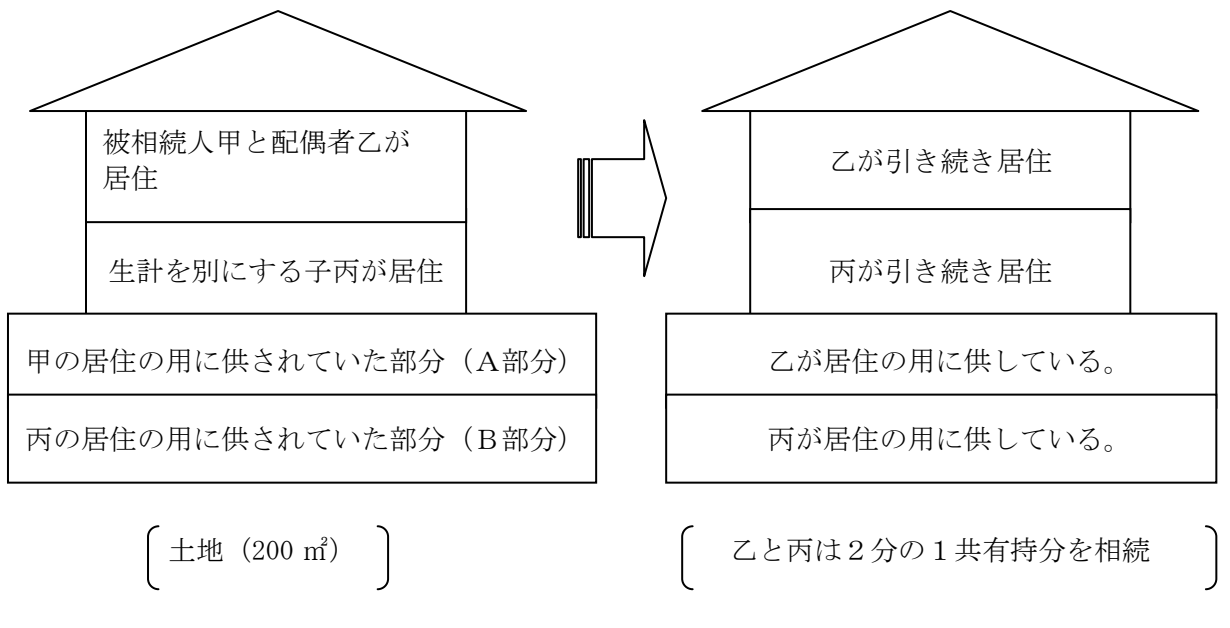 被相続人甲と配偶者乙が
居住
生計を別にする子丙が居住
甲の居住の用に供されていた部分（Ａ部分）
丙の居住の用に供されていた部分（Ｂ部分）
土地（200 ㎡）
乙が引き続き居住
丙が引き続き居住
乙が居住の用に供している。
丙が居住の用に供している。
乙と丙は２分の１共有持分を相続